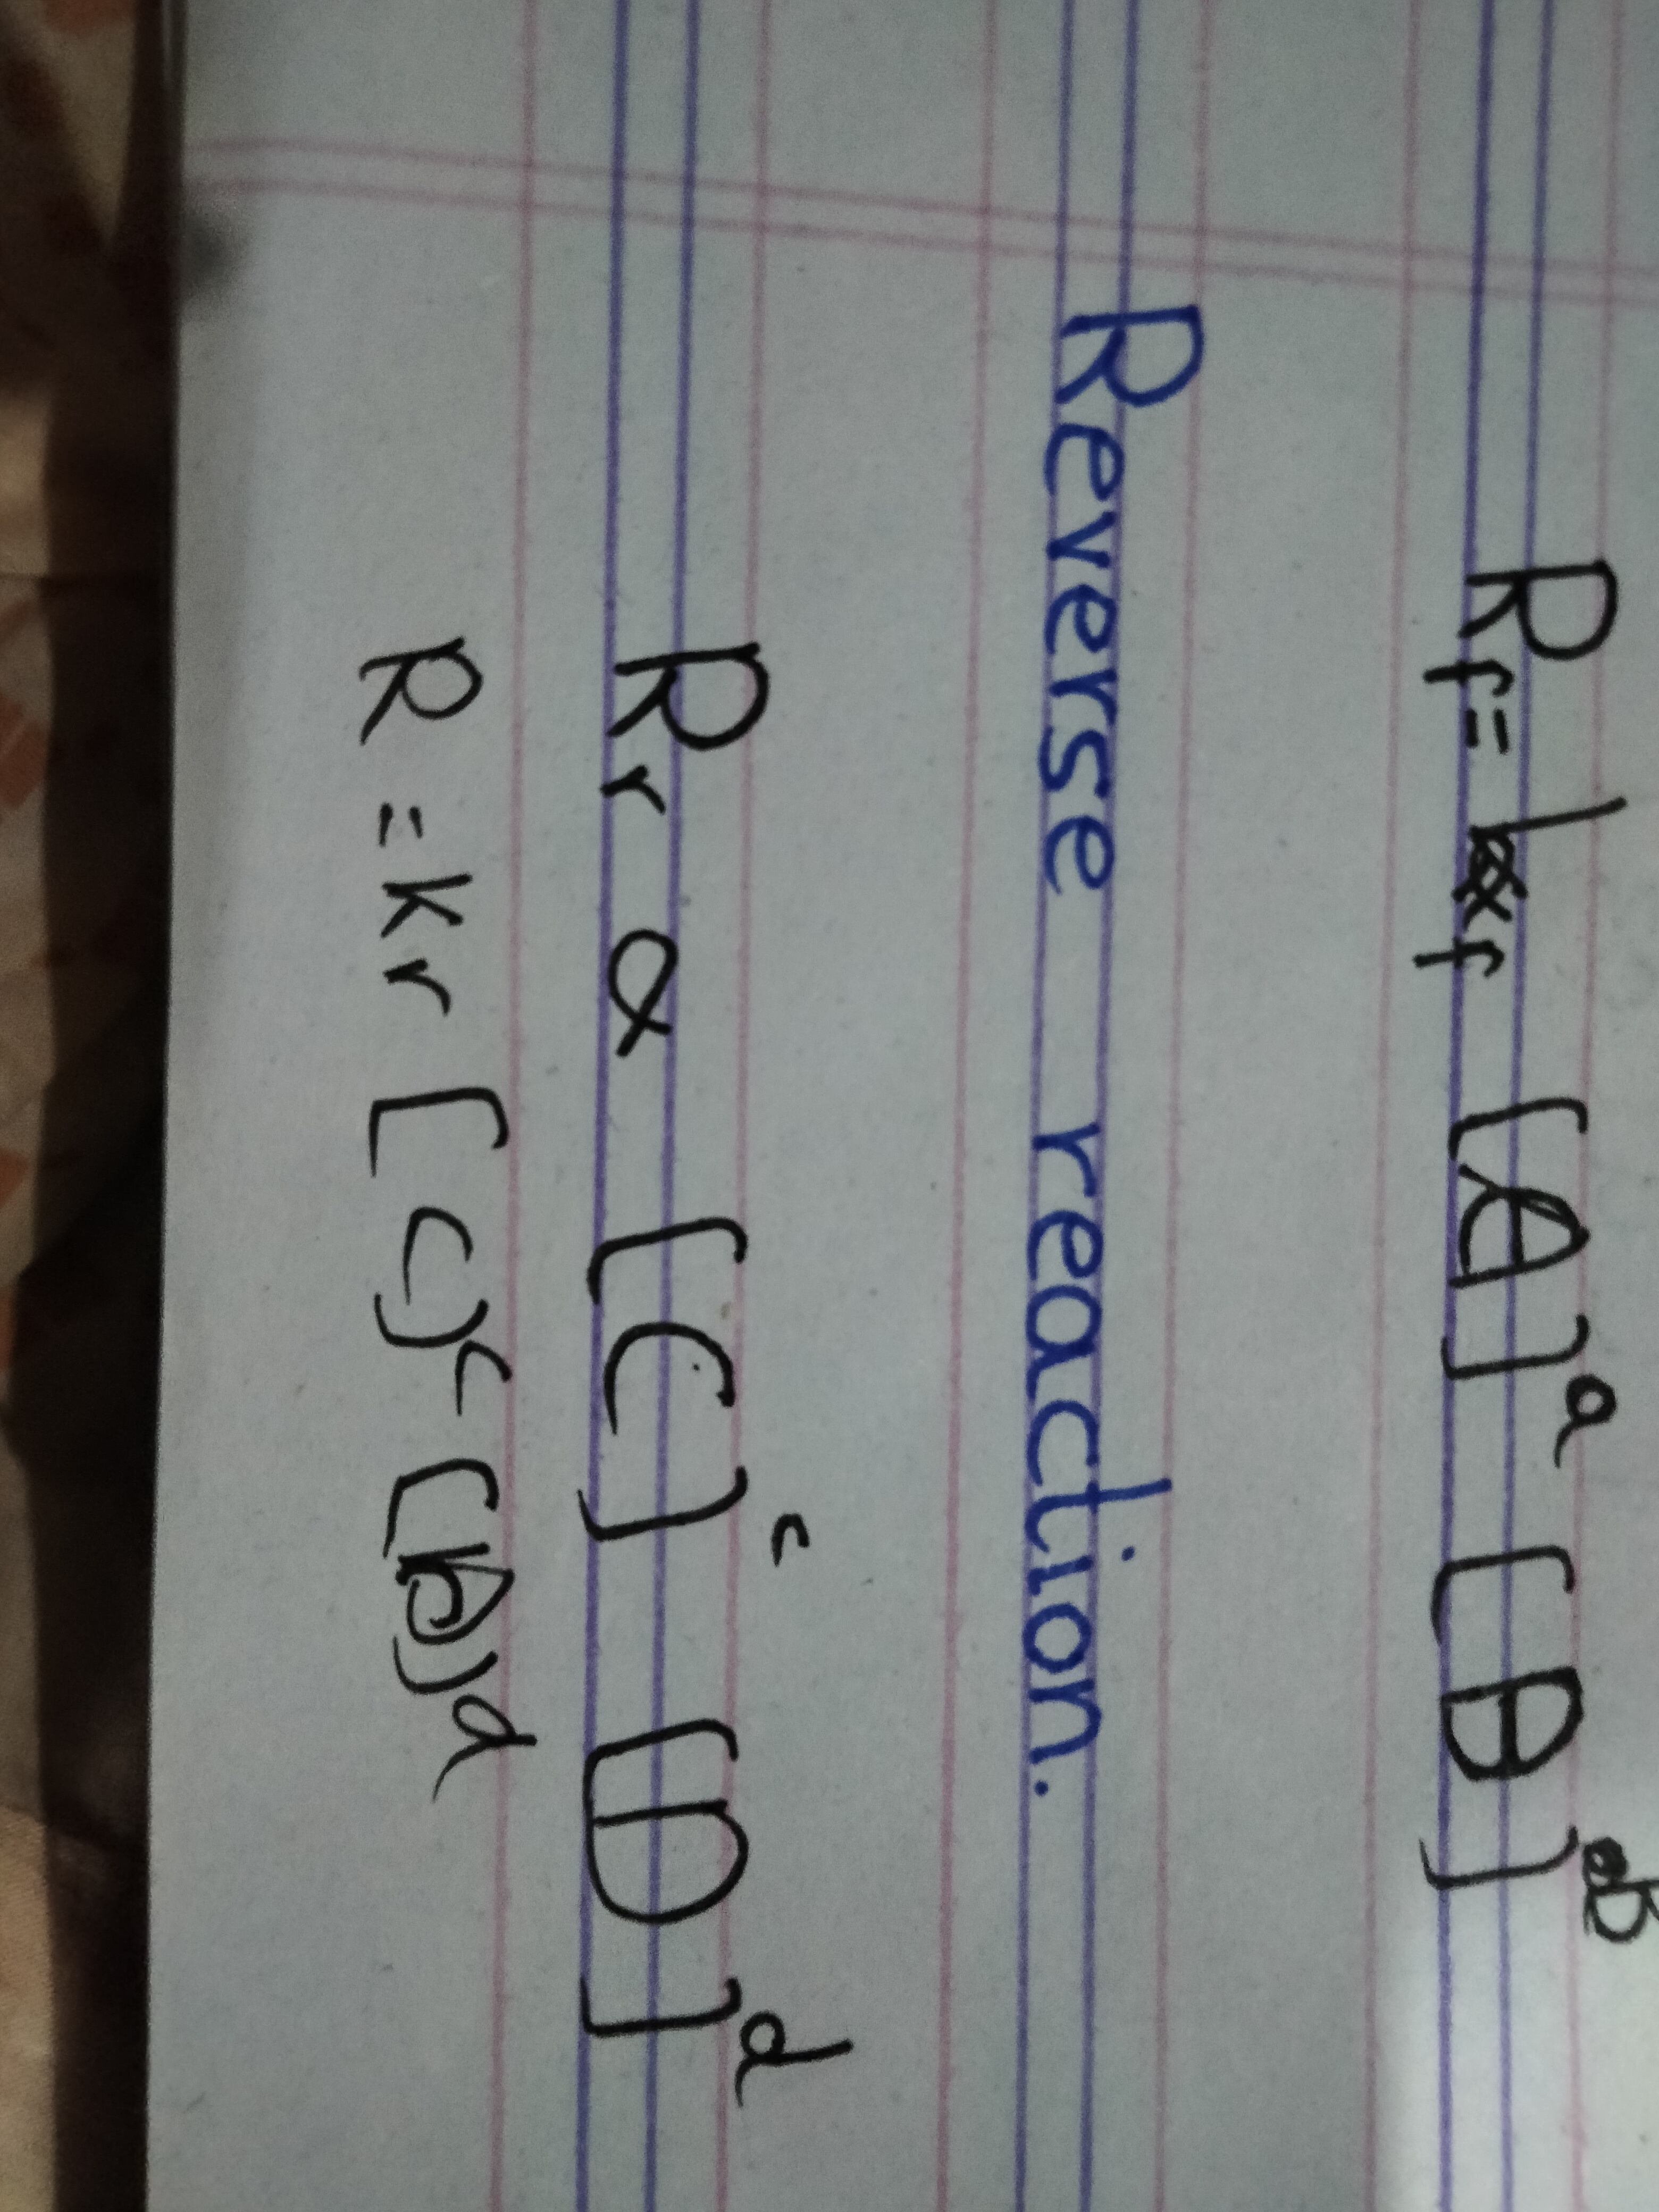 Rf = kf [A]a [B]b
Reverse reaction.
Rr α [C]c [D]d
R = kr [C]c [D]d